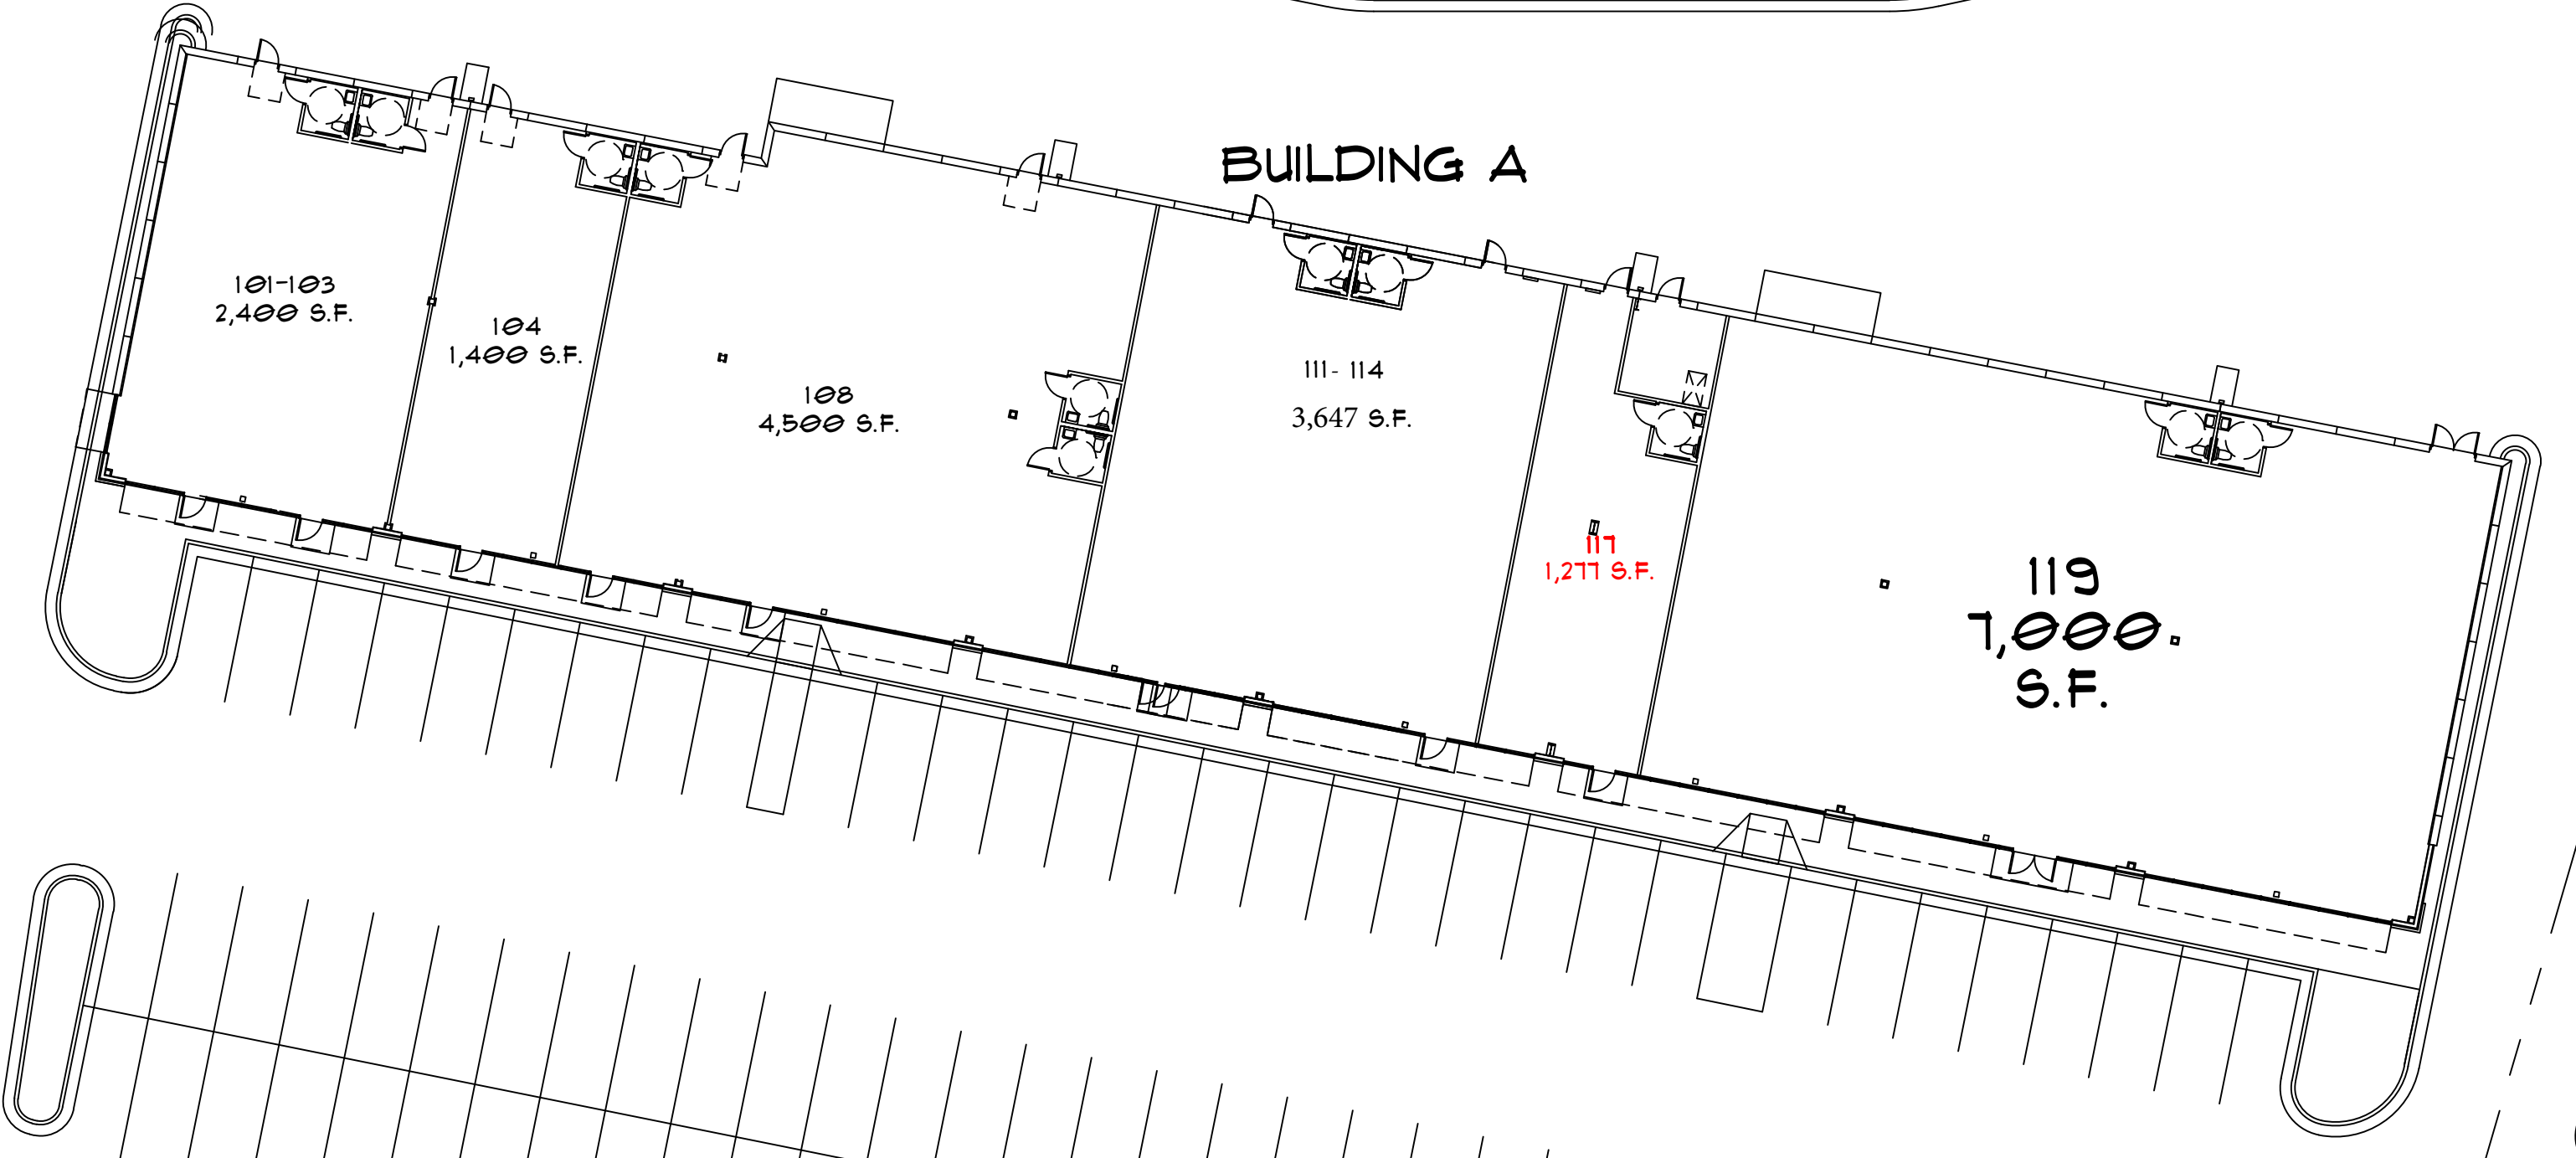 BUILDING A
101-103
2,400 S.F.
104
1,400 S.F.
108
4,500 S.F.
111- 114
3,647 S.F.
117
1,277 S.F.
119
7,000
S.F.